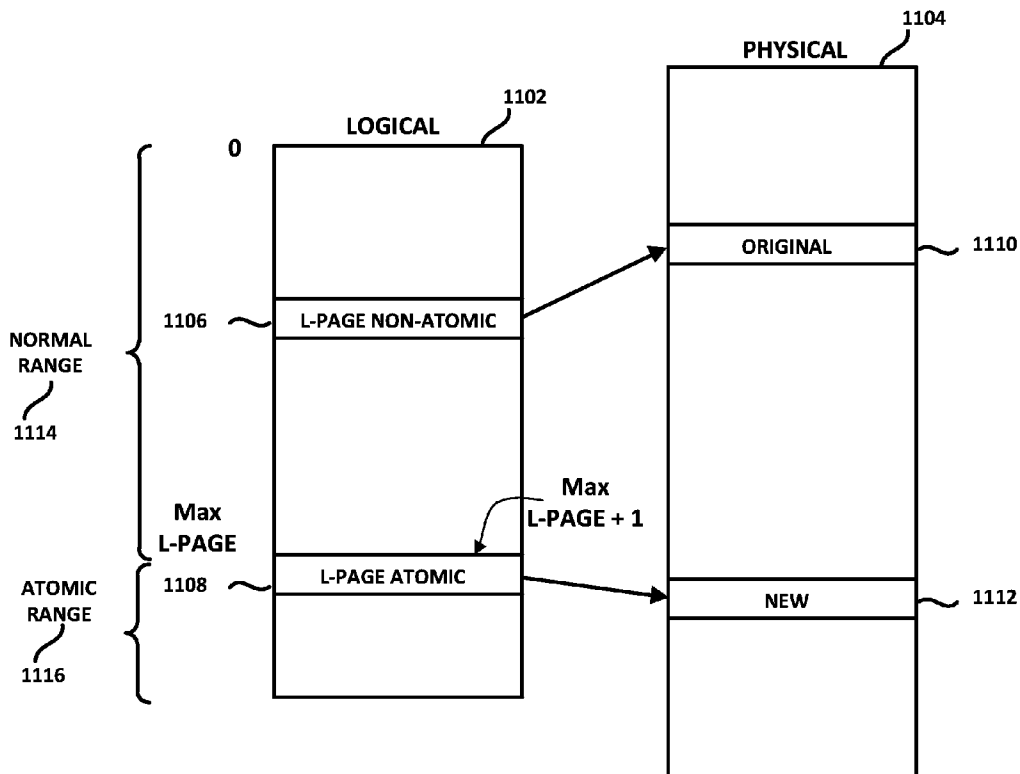 1104
PHYSICAL
1102
LOGICAL
0
ORIGINAL
1110
1106
L-PAGE NON-ATOMIC
NORMAL
RANGE
1114
Max
L-PAGE + 1
Max
L-PAGE
1108
L-PAGE ATOMIC
ATOMIC
RANGE
1116
NEW
1112